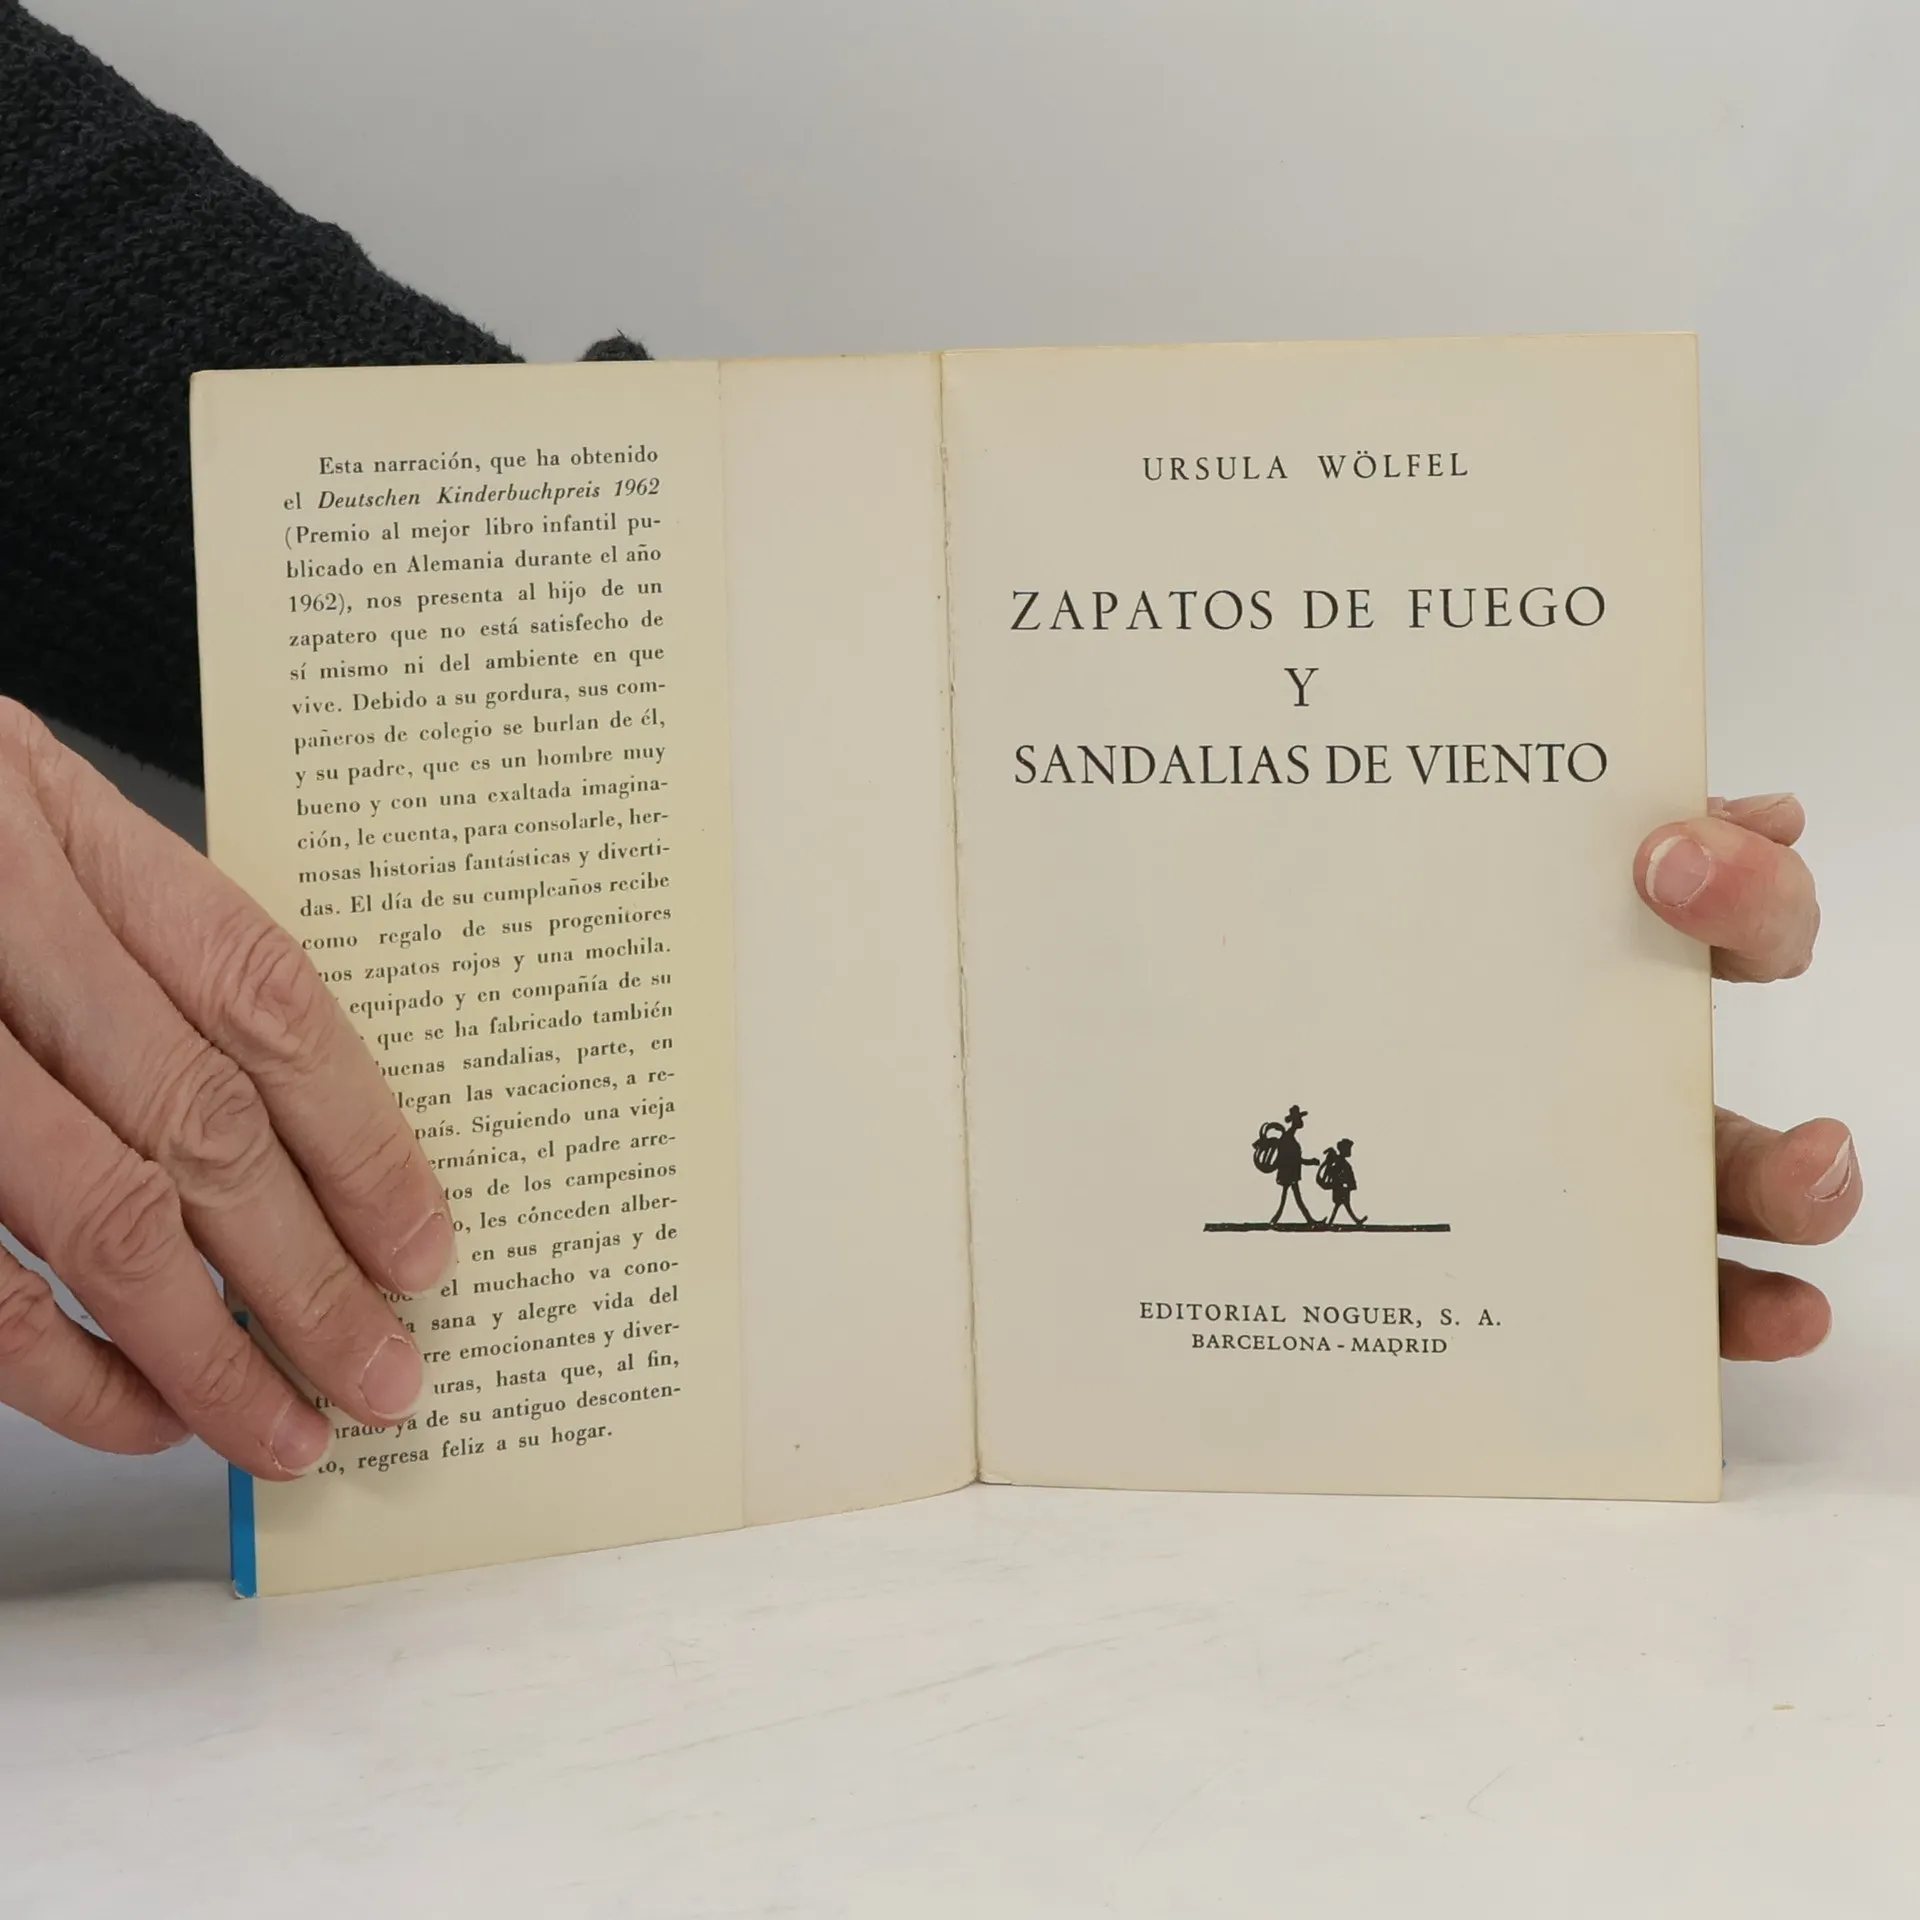 Esta narración, que ha obtenido
el Deutschen Kinderbuchpreis 1962
(Premio al mejor libro infantil pu-
blicado en Alemania durante el año
1962), nos presenta al hijo de un
zapatero que no está satisfecho de
sí mismo ni del ambiente en que
vive. Debido a su gordura, sus com-
pañeros de colegio se burlan de él,
y su padre, que es un hombre muy
bueno y con una exaltada imagina-
ción, le cuenta, para consolarle, her-
mosas historias fantásticas y diverti-
das. El día de su cumpleaños recibe
como regalo de sus progenitores
zapatos rojos y una mochila.
equipado y en compañía de su
que se ha fabricado también
buenas sandalias, parte, en
llegan las vacaciones, a re-
país. Siguiendo una vieja
el padre arre-
de los campesinos
les cónceden alber-
en sus granjas y de
el muchacho va cono-
sana y alegre vida del
emocionantes y diver-
hasta que, al fin,
ya de su antiguo desconten-
to, regresa feliz a su hogar.
URSULA WÖLFEL
ZAPATOS DE FUEGO
Y
SANDALIAS DE VIENTO
EDITORIAL NOGUER, S. A.
BARCELONA - MADRID